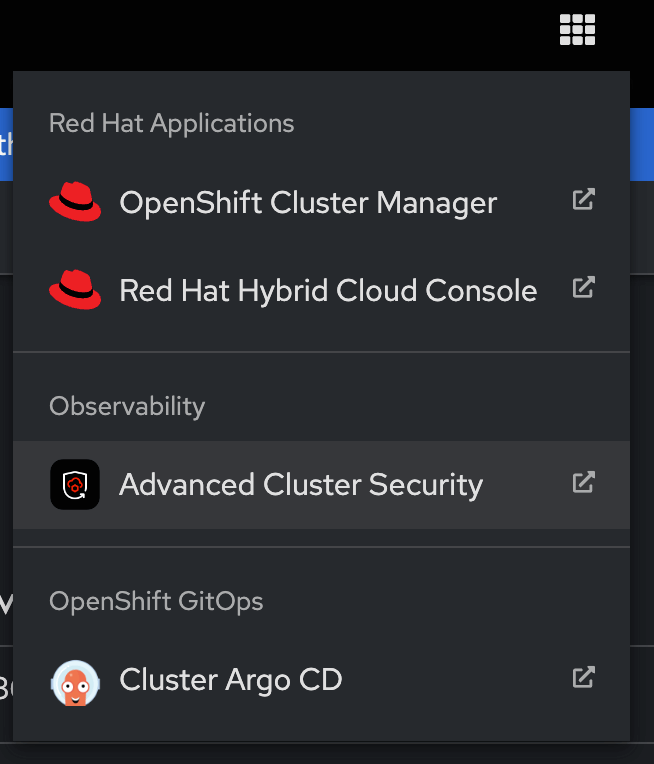 Red Hat Applications
OpenShift Cluster Manager
Red Hat Hybrid Cloud Console
Observability
Advanced Cluster Security
OpenShift GitOps
Cluster Argo CD